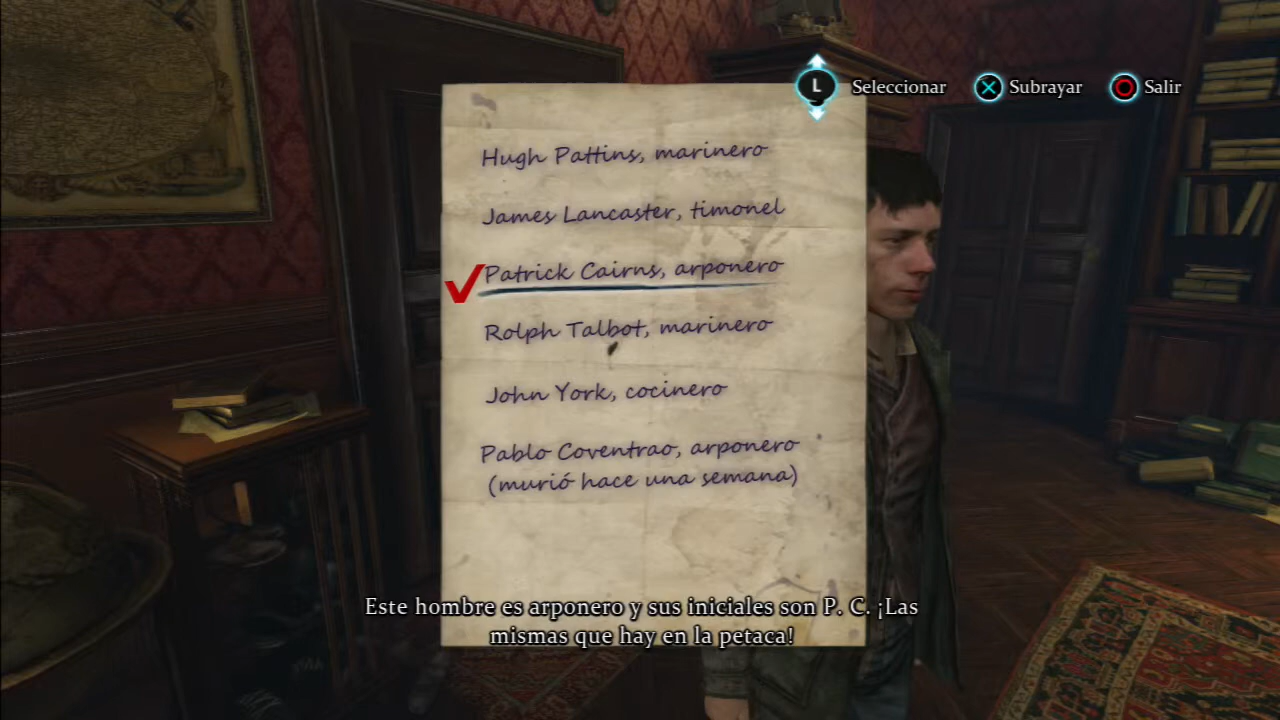 L Seleccionar Subrayar Salir
Hugh Pattins, marinero
James Lancaster, timonel
Patrick Cairns, arponero
Rolph Talbot, marinero
John York, cocinero
Pablo Coventrao, arponero
(murió hace una semana)
Este hombre es arponero y sus iniciales son P. C. ¡Las
mismas que hay en la petaca!